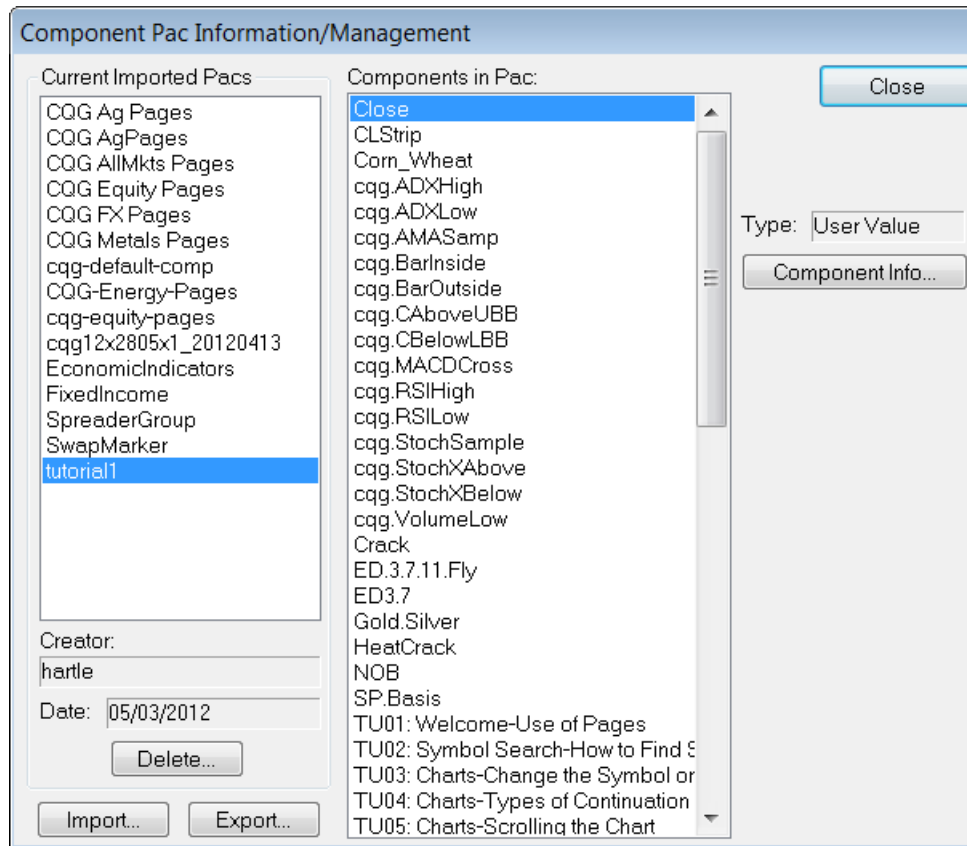 Component Pac Information/Management
Current Imported Pacs
CQG Ag Pages
CQG AgPages
CQG AllMkts Pages
CQG Equity Pages
CQG FX Pages
CQG Metals Pages
cqg-default-comp
CQG-Energy-Pages
cqg-equity-pages
cqg12x2805x1_20120413
EconomicIndicators
FixedIncome
SpreaderGroup
SwapMarker
tutorial1
Creator:
hartle
Date: 05/03/2012
Delete...
Import... Export...
Components in Pac:
Close
CLStrip
Corn_Wheat
cqg.ADXHigh
cqg.ADXLow
cqg.AMASamp
cqg.BarInside
cqg.BarOutside
cqg.CAboveUBB
cqg.CBelowLBB
cqg.MACDCross
cqg.RSIHigh
cqg.RSILow
cqg.StochSample
cqg.StochXAbove
cqg.StochXBelow
cqg.VolumeLow
Crack
ED.3.7.11.Fly
ED3.7
Gold.Silver
HeatCrack
NOB
SP.Basis
TU01: Welcome-Use of Pages
TU02: Symbol Search-How to Find S
TU03: Charts-Change the Symbol or
TU04: Charts-Types of Continuation
TU05: Charts-Scrolling the Chart
Close
Type: User Value
Component Info...